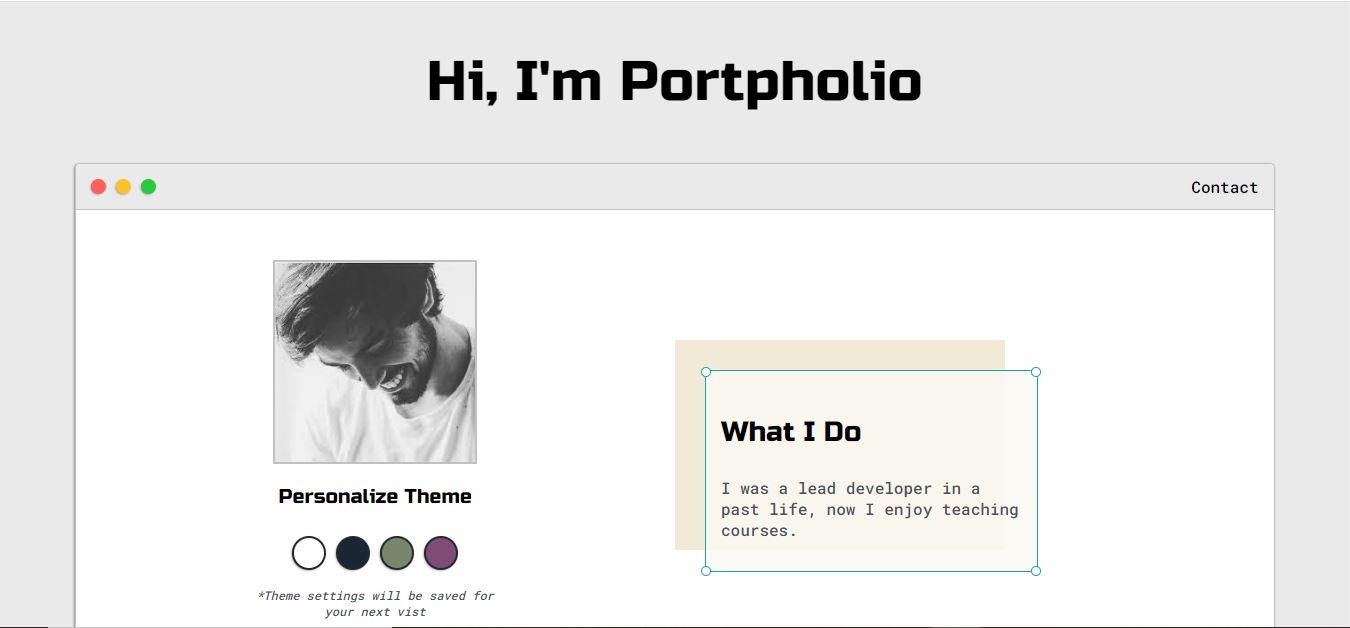 Hi, I'm Portpholio
Contact
Personalize Theme
*Theme settings will be saved for
your next vist
What I Do
I was a lead developer in a
past life, now I enjoy teaching
courses.